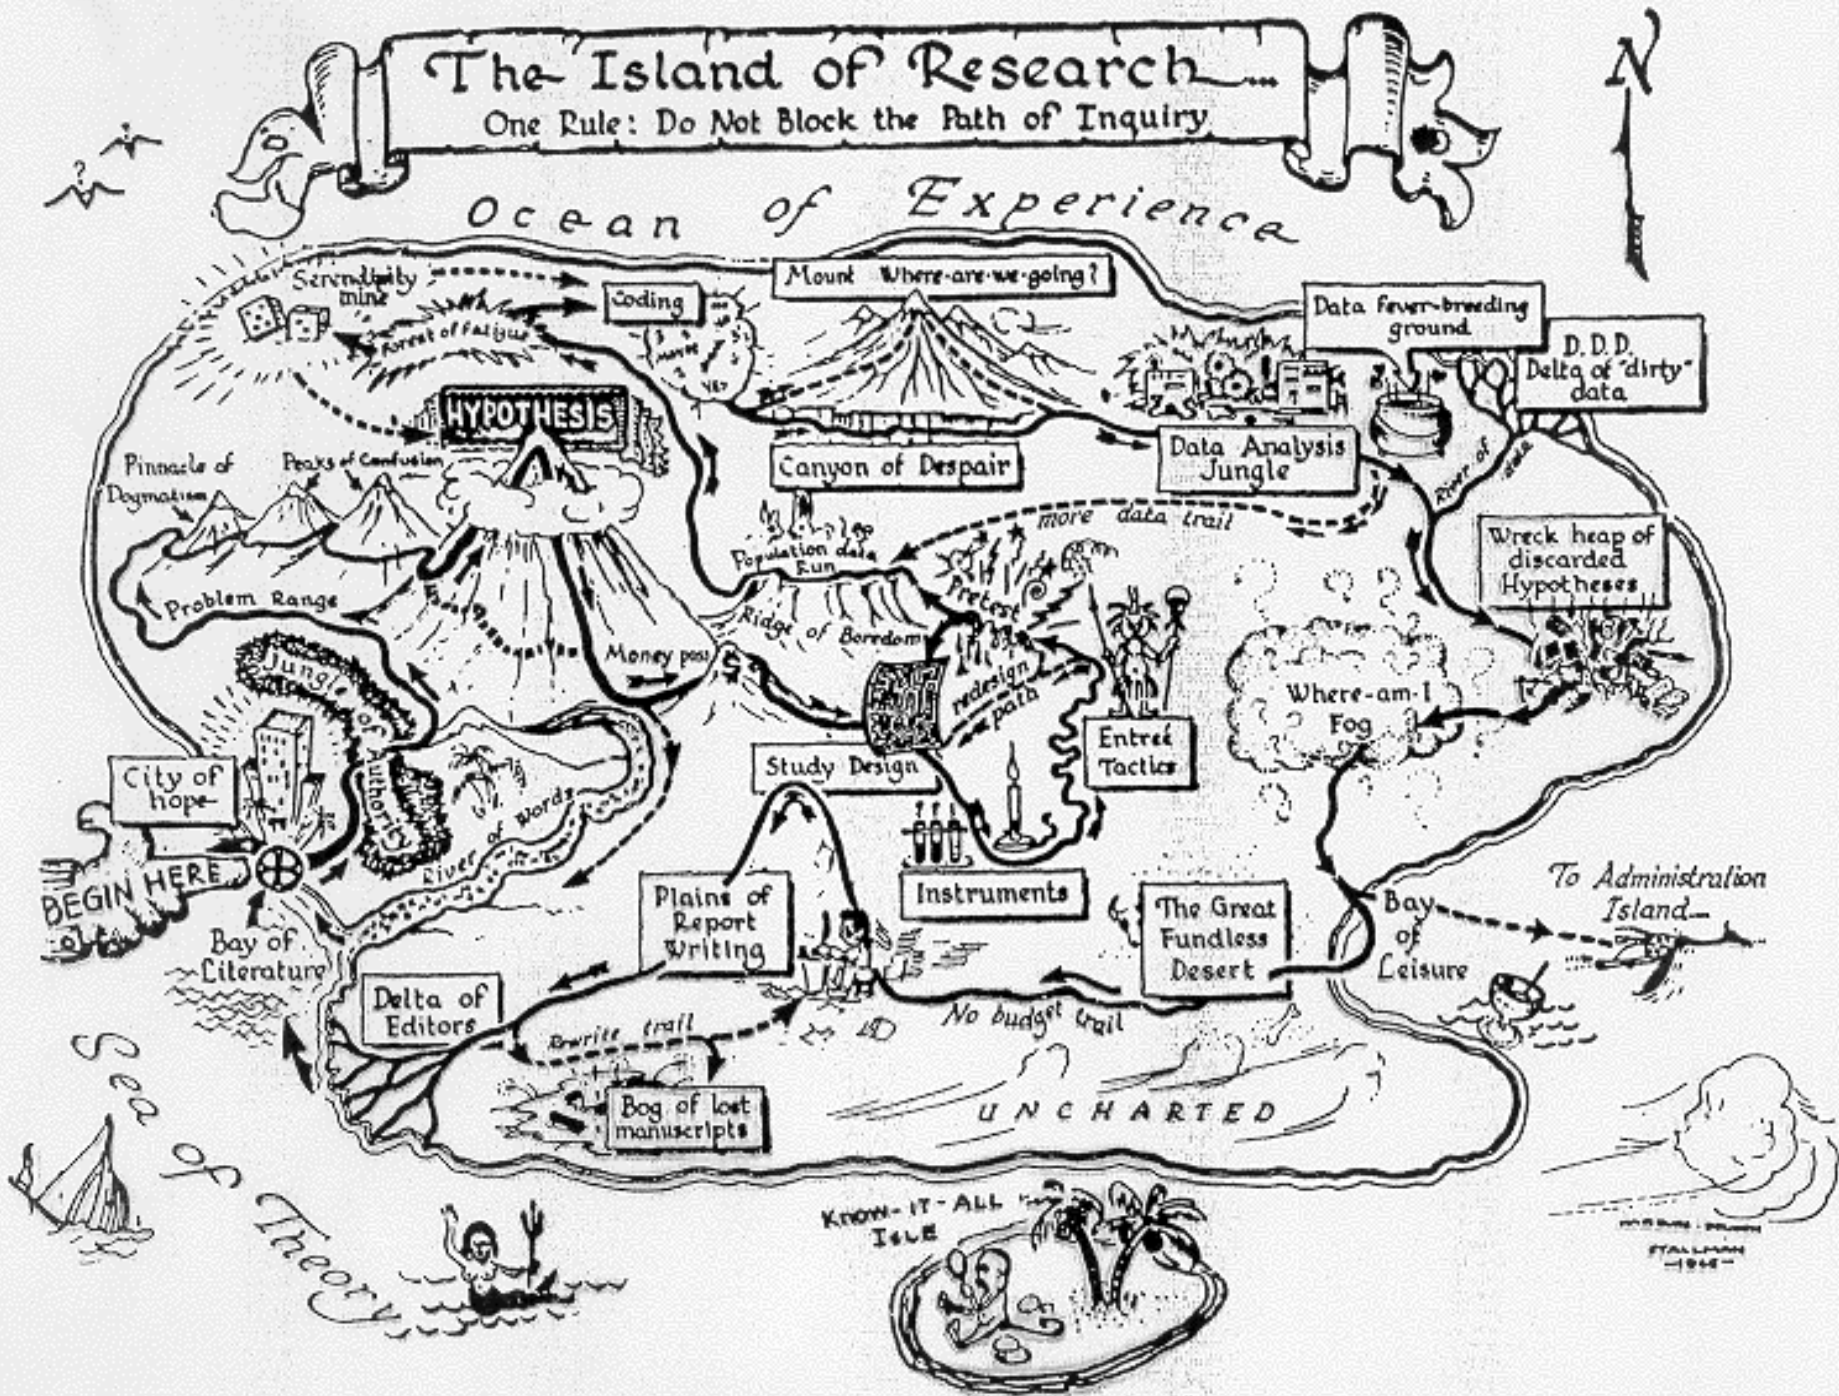 The Island of Research...
One Rule: Do Not Block the Path of Inquiry
N
?
Ocean of Experience
Serendipity
mine
Coding
Mount Where-are-we-going?
Data fever-breeding
ground
D.D.D.
Delta of "dirty"
data
Forest of fatigue
maybe
yes
HYPOTHESIS
Canyon of Despair
Data Analysis
Jungle
River of
data
Pinnacle of
Dogmatism
Peaks of Confusion
more data trail
Wreck heap of
discarded
Hypotheses
Population data
Run
Pretest
Problem Range
Ridge of Boredom
Money pass
$
redesign
path
Where-am-I
Fog
Jungle
of
Authority
Entreé
Tactics
Study Design
City of
hope
River of Words
BEGIN HERE
Instruments
Plains of
Report
Writing
The Great
Fundless
Desert
Bay
of
Leisure
To Administration
Island
Bay of
Literature
Delta of
Editors
Rewrite trail
No budget trail
Bog of lost
manuscripts
UNCHARTED
Sea of Theory
KNOW-IT-ALL
ISLE
STALLMAN